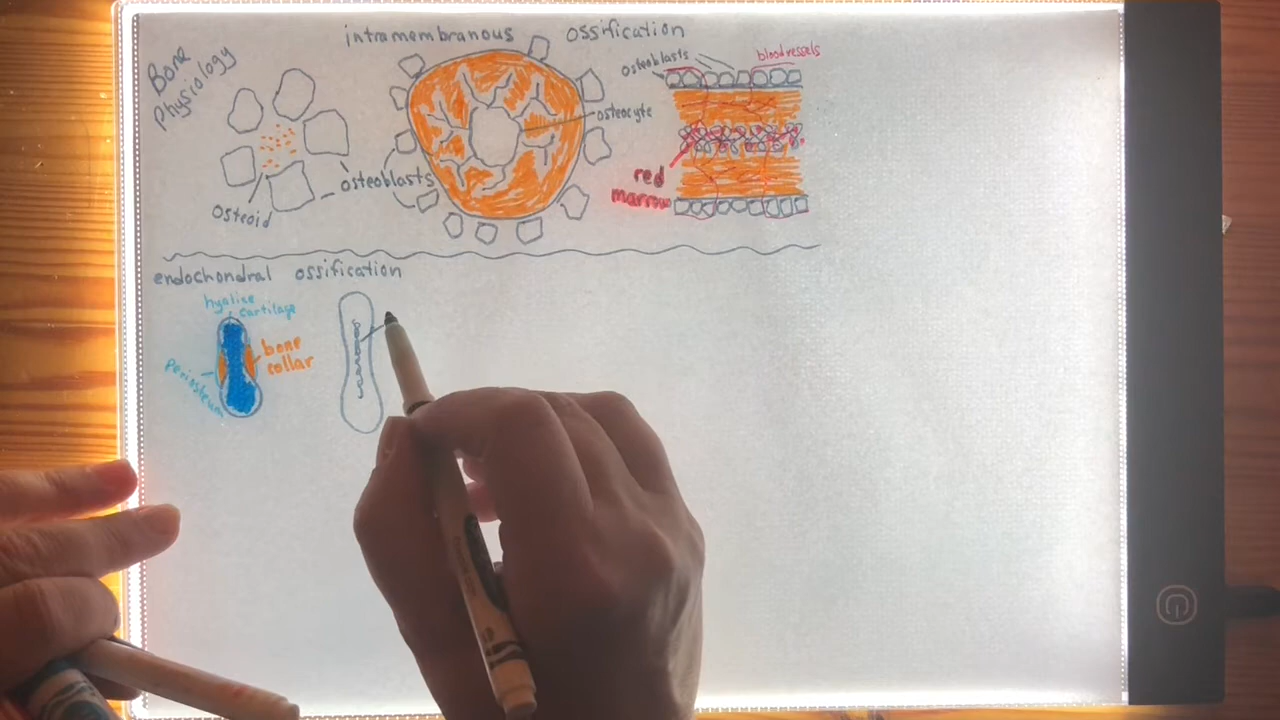 Bone
Physiology
intramembranous ossification
osteoblasts
blood vessels
osteocyte
osteoblasts
osteoid
red
marrow
endochondral ossification
hyaline
cartilage
bone
collar
periosteum